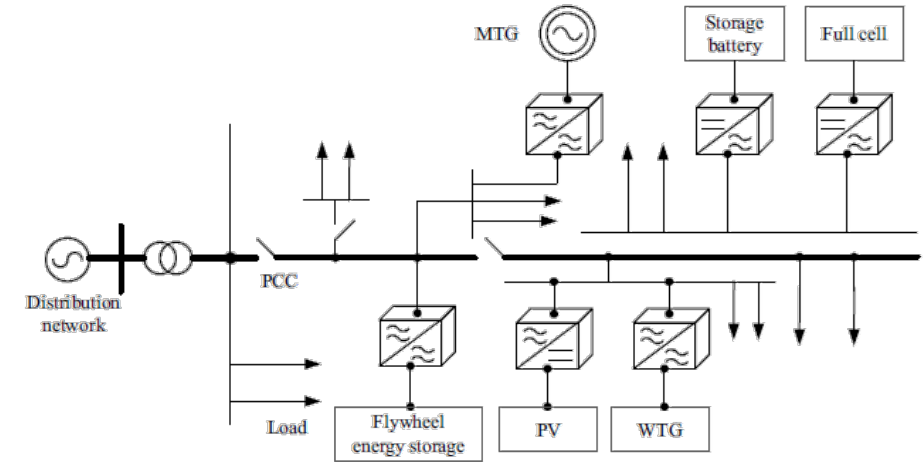 MTG
Storage
battery
Full cell
PCC
Distribution
network
Load
Flywheel
energy storage
PV
WTG